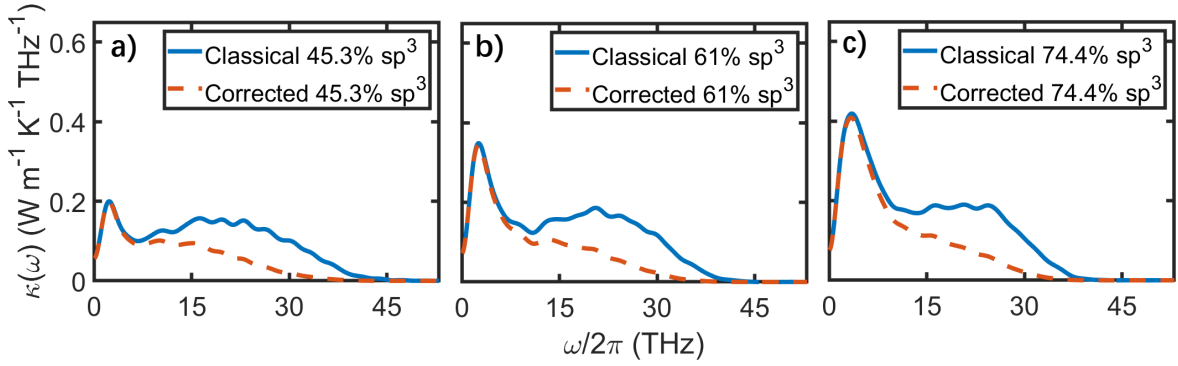 a)
Classical 45.3% sp³
Corrected 45.3% sp³
b)
Classical 61% sp³
Corrected 61% sp³
c)
Classical 74.4% sp³
Corrected 74.4% sp³
κ(ω) (W m⁻¹ K⁻¹ THz⁻¹)
0.6
0.4
0.2
0
0 15 30 45
0 15 30 45
0 15 30 45
ω/2π (THz)